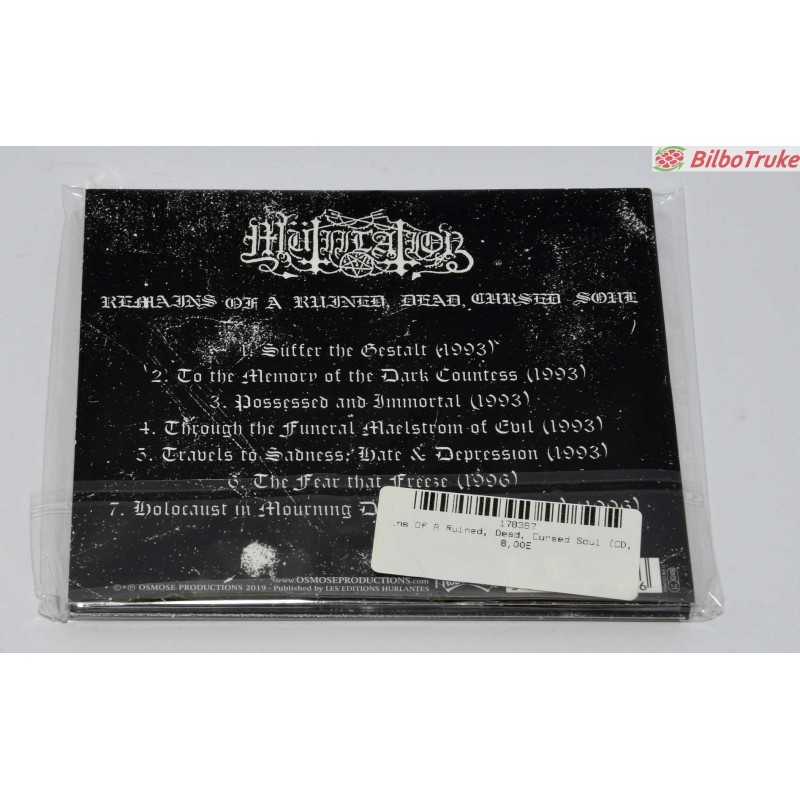 BilboTruke
Mütiilation
Remains of a Ruined, Dead, Cursed Soul
1. Suffer the Gestalt (1993)
2. To the Memory of the Dark Countess (1993)
3. Possessed and Immortal (1993)
4. Through the Funeral Maelstrom of Evil (1993)
5. Travels to Sadness, Hate & Depression (1993)
6. The Fear that Freeze (1996)
7. Holocaust in Mourning (1996)
178387
Of A Ruined, Dead, Cursed Soul (CD,
8,00E
www.OSMOSEPRODUCTIONS.com
©+℗ OSMOSE PRODUCTIONS 2019 - Published by LES EDITIONS HURLANTES